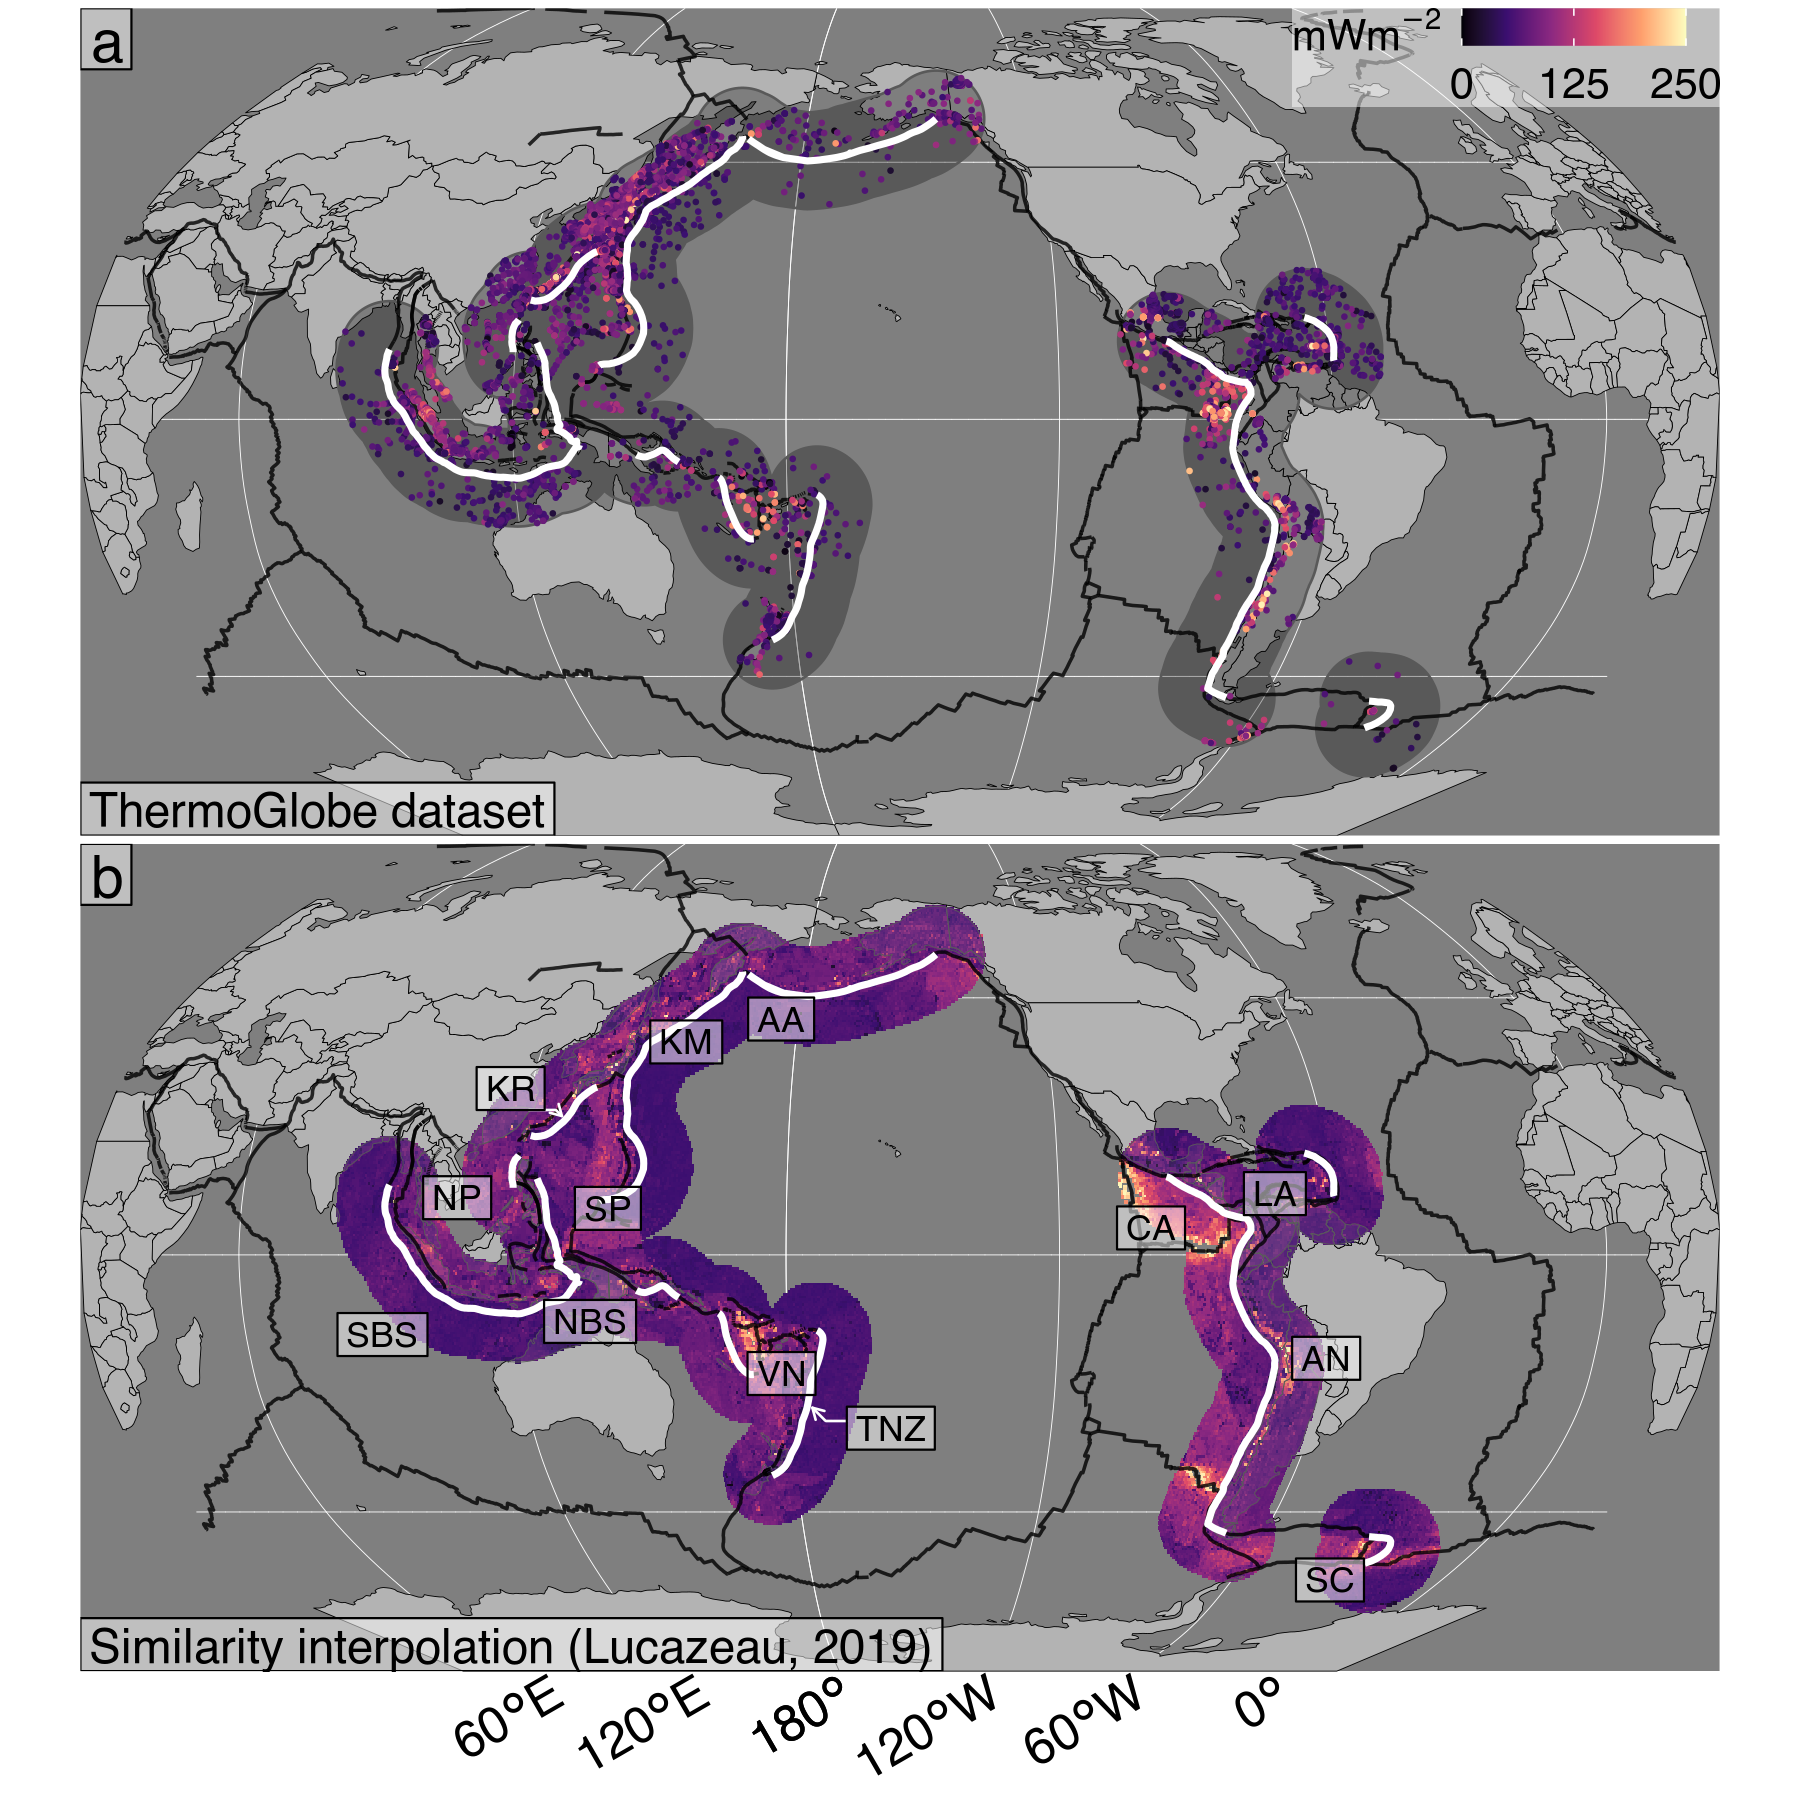 a
mWm⁻²
0 125 250
ThermoGlobe dataset
b
AA
KM
KR
NP
SP
LA
CA
SBS
NBS
VN
AN
TNZ
SC
Similarity interpolation (Lucazeau, 2019)
60°E 120°E 180° 120°W 60°W 0°